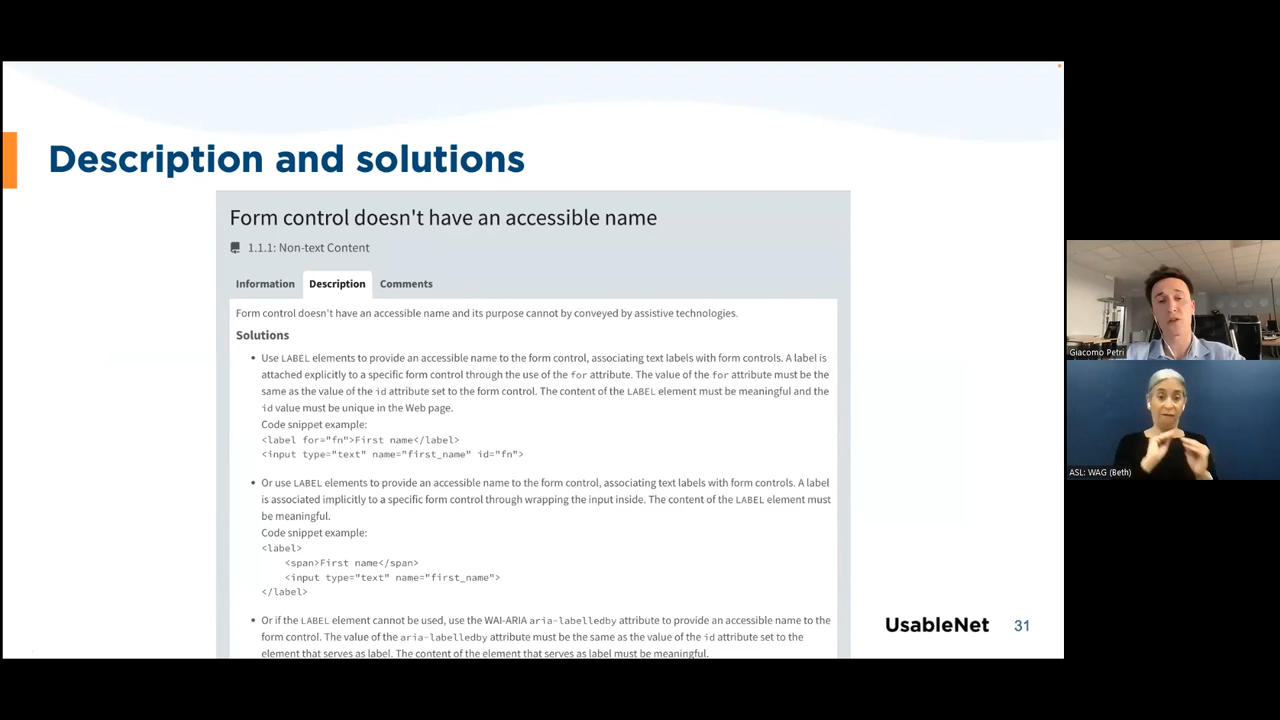 Description and solutions
Form control doesn't have an accessible name
1.1.1: Non-text Content
Information Description Comments
Form control doesn't have an accessible name and its purpose cannot by conveyed by assistive technologies.
Solutions
• Use LABEL elements to provide an accessible name to the form control, associating text labels with form controls. A label is
attached explicitly to a specific form control through the use of the for attribute. The value of the for attribute must be the
same as the value of the id attribute set to the form control. The content of the LABEL element must be meaningful and the
id value must be unique in the Web page.
Code snippet example:
<label for="fn">First name</label>
<input type="text" name="first_name" id="fn">
• Or use LABEL elements to provide an accessible name to the form control, associating text labels with form controls. A label
is associated implicitly to a specific form control through wrapping the input inside. The content of the LABEL element must
be meaningful.
Code snippet example:
<label>
<span>First name</span>
<input type="text" name="first_name">
</label>
• Or if the LABEL element cannot be used, use the WAI-ARIA aria-labelledby attribute to provide an accessible name to the
form control. The value of the aria-labelledby attribute must be the same as the value of the id attribute set to the
element that serves as label. The content of the element that serves as label must be meaningful.
UsableNet 31
Giacomo Petri
ASL: WAG (Beth)